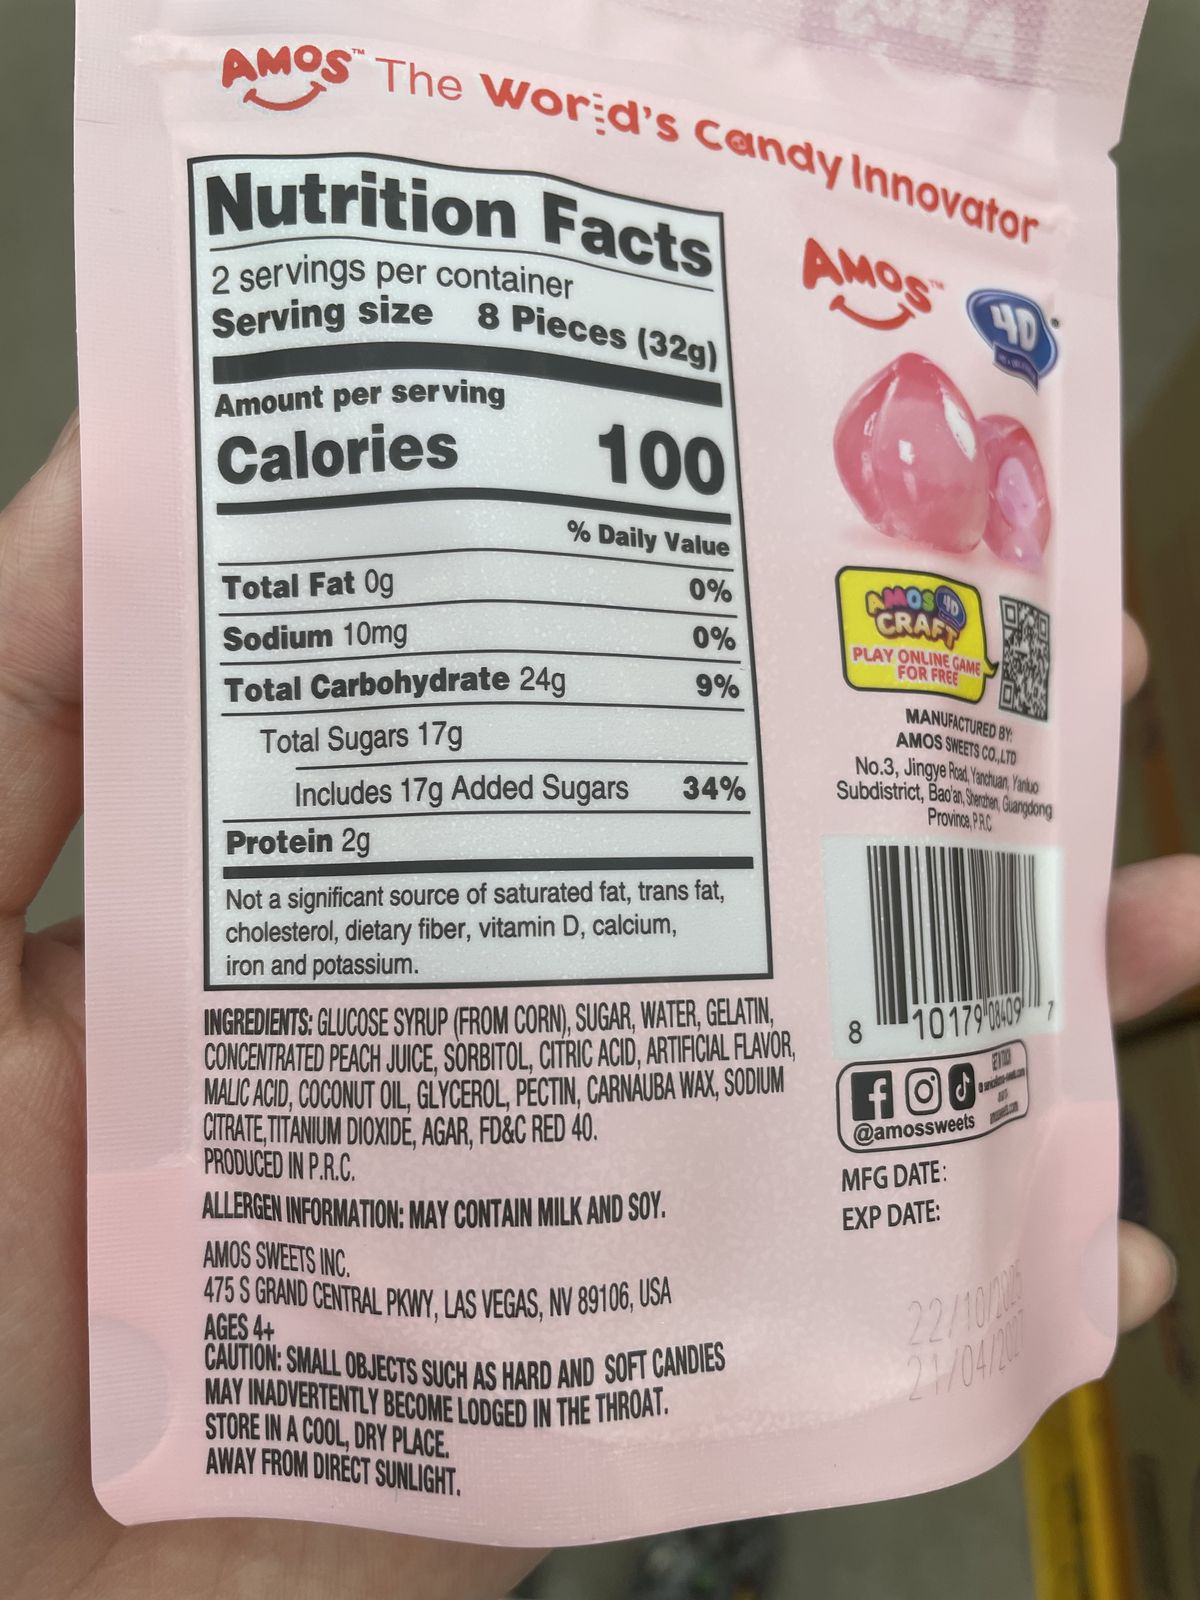 AMOS™ The World's Candy Innovator
Nutrition Facts
2 servings per container
Serving size 8 Pieces (32g)
Amount per serving
Calories 100
% Daily Value
Total Fat 0g 0%
Sodium 10mg 0%
Total Carbohydrate 24g 9%
Total Sugars 17g
Includes 17g Added Sugars 34%
Protein 2g
Not a significant source of saturated fat, trans fat,
cholesterol, dietary fiber, vitamin D, calcium,
iron and potassium.
INGREDIENTS: GLUCOSE SYRUP (FROM CORN), SUGAR, WATER, GELATIN,
CONCENTRATED PEACH JUICE, SORBITOL, CITRIC ACID, ARTIFICIAL FLAVOR,
MALIC ACID, COCONUT OIL, GLYCEROL, PECTIN, CARNAUBA WAX, SODIUM
CITRATE, TITANIUM DIOXIDE, AGAR, FD&C RED 40.
PRODUCED IN P.R.C.
ALLERGEN INFORMATION: MAY CONTAIN MILK AND SOY.
AMOS SWEETS INC.
475 S GRAND CENTRAL PKWY, LAS VEGAS, NV 89106, USA
AGES 4+
CAUTION: SMALL OBJECTS SUCH AS HARD AND SOFT CANDIES
MAY INADVERTENTLY BECOME LODGED IN THE THROAT.
STORE IN A COOL, DRY PLACE.
AWAY FROM DIRECT SUNLIGHT.
AMOS™
4D®
AMOS 4D
CRAFT
PLAY ONLINE GAME
FOR FREE
MANUFACTURED BY:
AMOS SWEETS CO.,LTD
No.3, Jingye Road, Yanchuan, Yanluo
Subdistrict, Bao'an, Shenzhen, Guangdong
Province, P.R.C
8 10179 08409 7
GET IN TOUCH
@amossweets
MFG DATE:
EXP DATE:
22/10/2025
21/04/2027